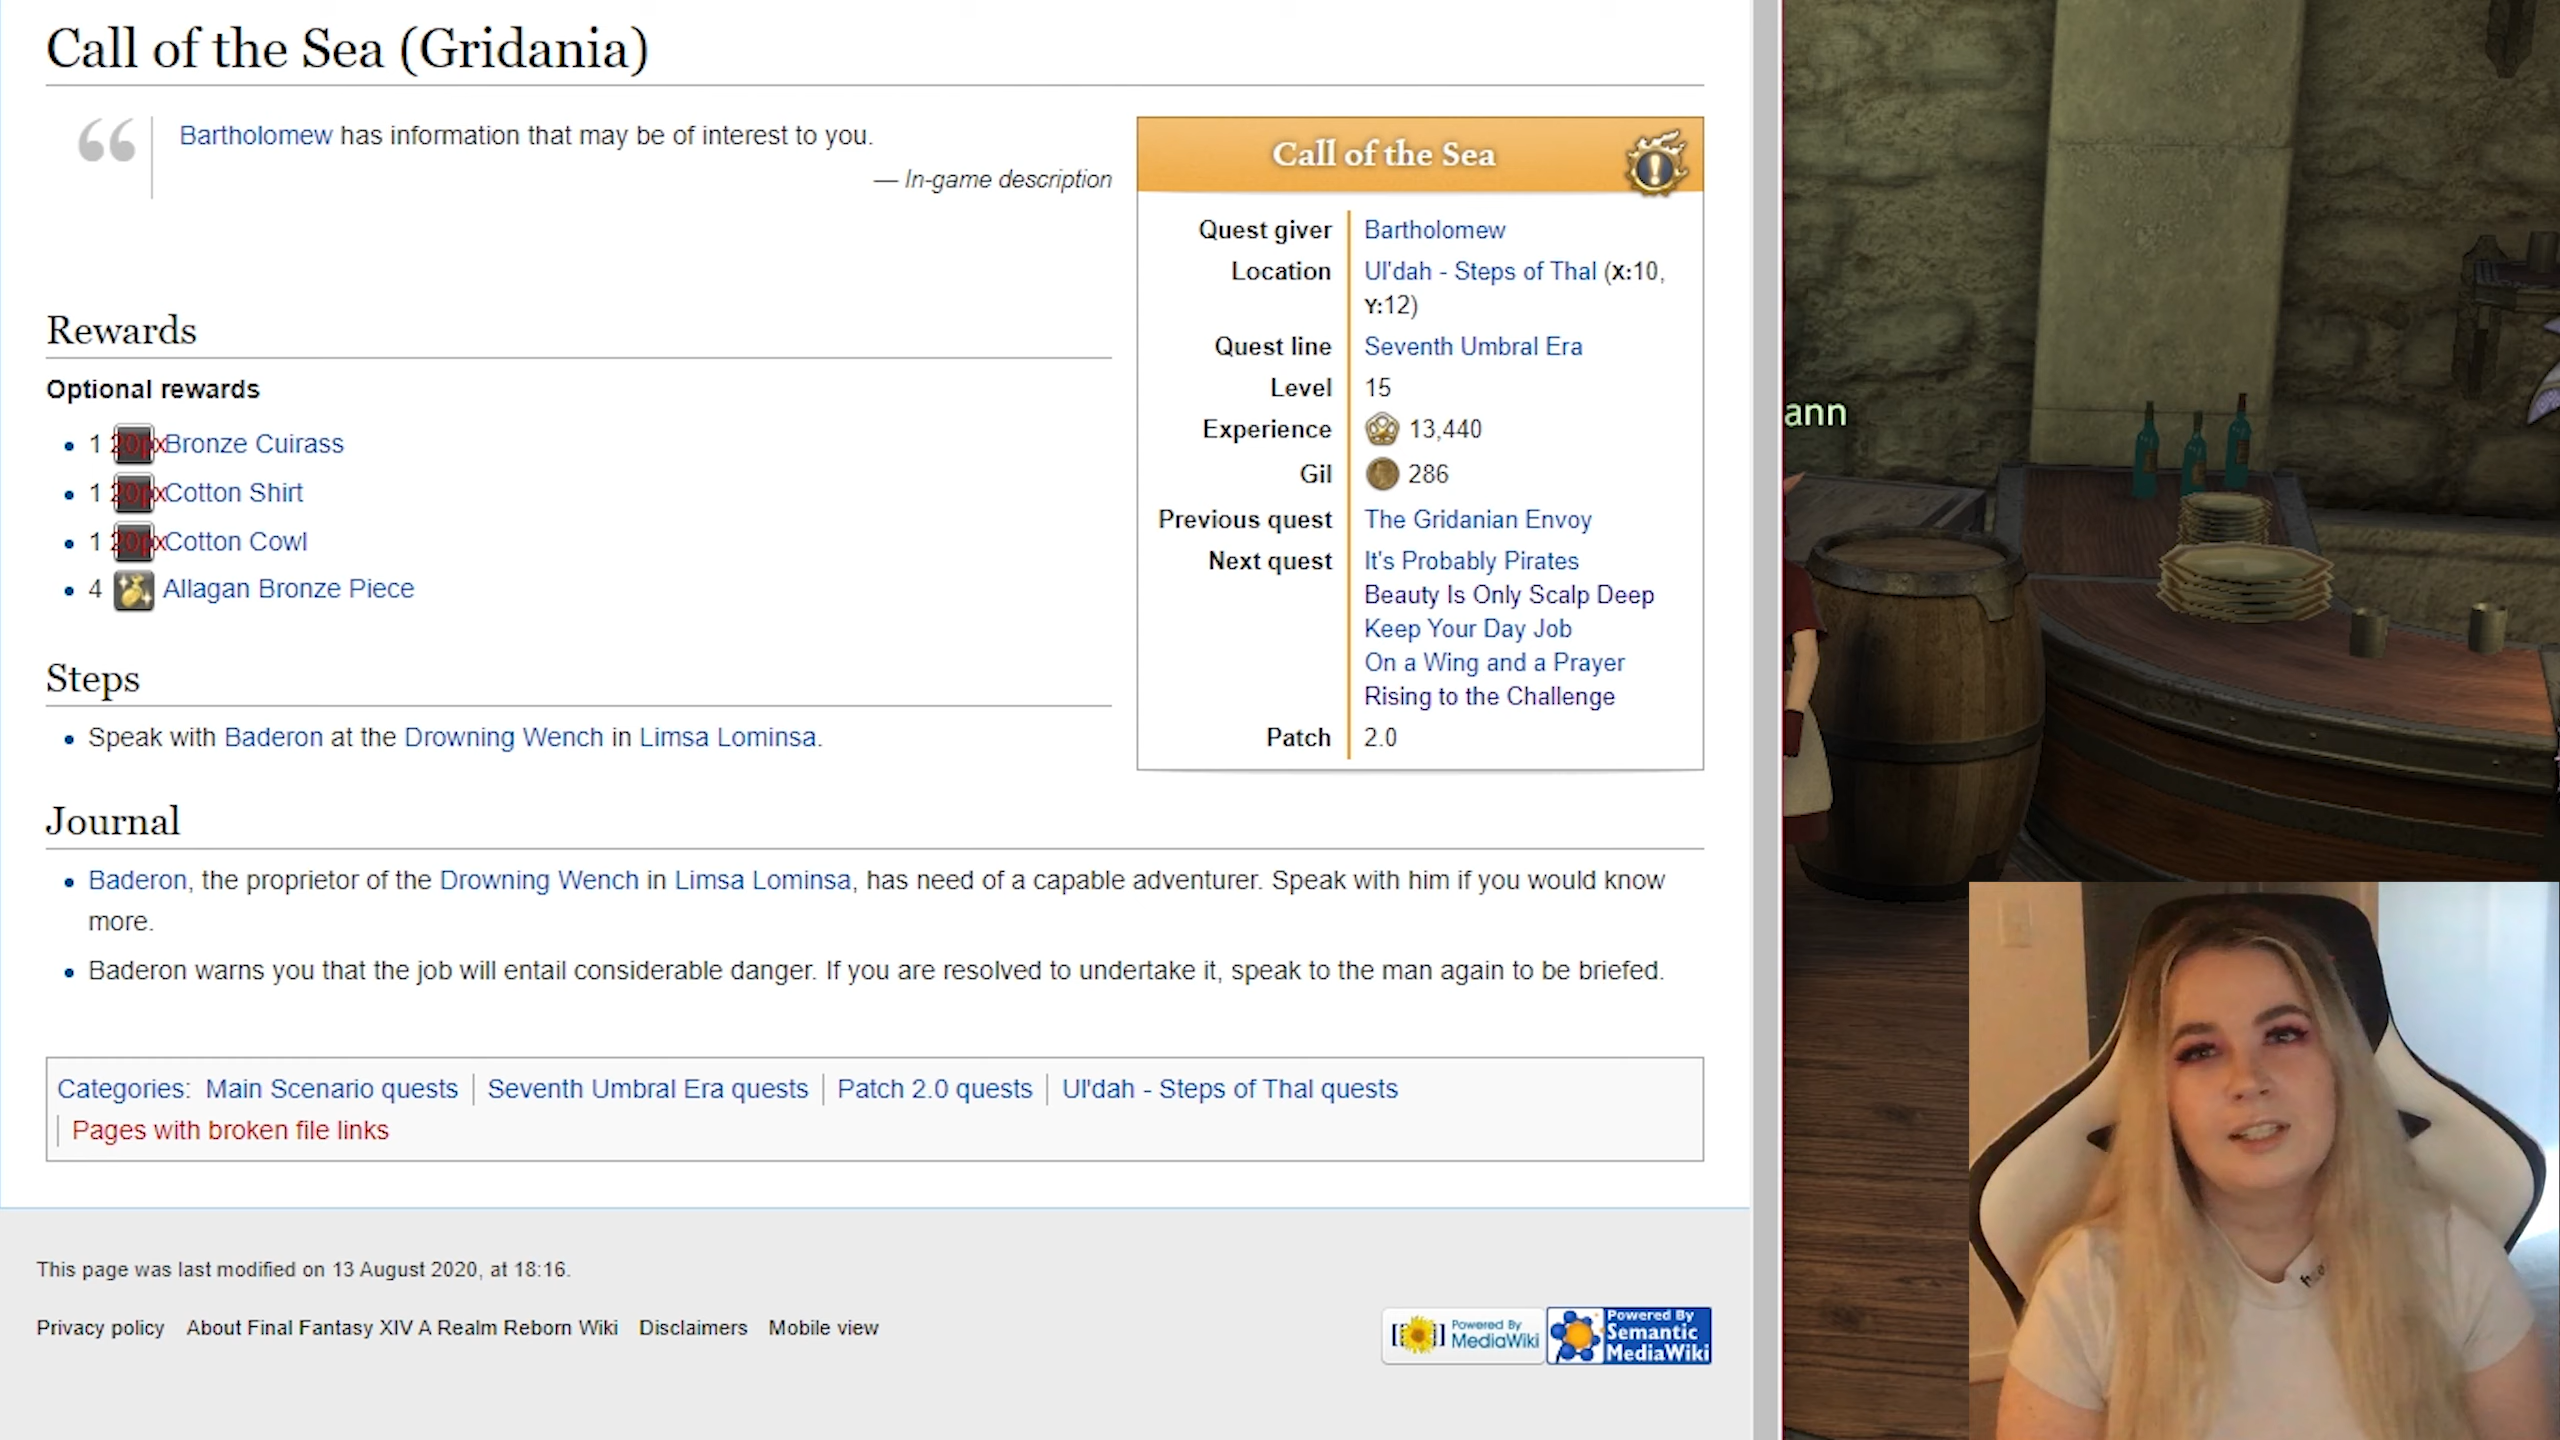 Call of the Sea (Gridania)
Bartholomew has information that may be of interest to you.
— In-game description
Rewards
Optional rewards
1 20px Bronze Cuirass
1 20px Cotton Shirt
1 20px Cotton Cowl
4 Allagan Bronze Piece
Steps
Speak with Baderon at the Drowning Wench in Limsa Lominsa.
Call of the Sea
Quest giver Bartholomew
Location Ul'dah - Steps of Thal (X:10,
Y:12)
Quest line Seventh Umbral Era
Level 15
Experience 13,440
Gil 286
Previous quest The Gridanian Envoy
Next quest It's Probably Pirates
Beauty Is Only Scalp Deep
Keep Your Day Job
On a Wing and a Prayer
Rising to the Challenge
Patch 2.0
Journal
Baderon, the proprietor of the Drowning Wench in Limsa Lominsa, has need of a capable adventurer. Speak with him if you would know
more.
Baderon warns you that the job will entail considerable danger. If you are resolved to undertake it, speak to the man again to be briefed.
Categories: Main Scenario quests | Seventh Umbral Era quests | Patch 2.0 quests | Ul'dah - Steps of Thal quests
| Pages with broken file links
This page was last modified on 13 August 2020, at 18:16.
Privacy policy About Final Fantasy XIV A Realm Reborn Wiki Disclaimers Mobile view
Powered By
MediaWiki
Powered By
Semantic
MediaWiki
ann